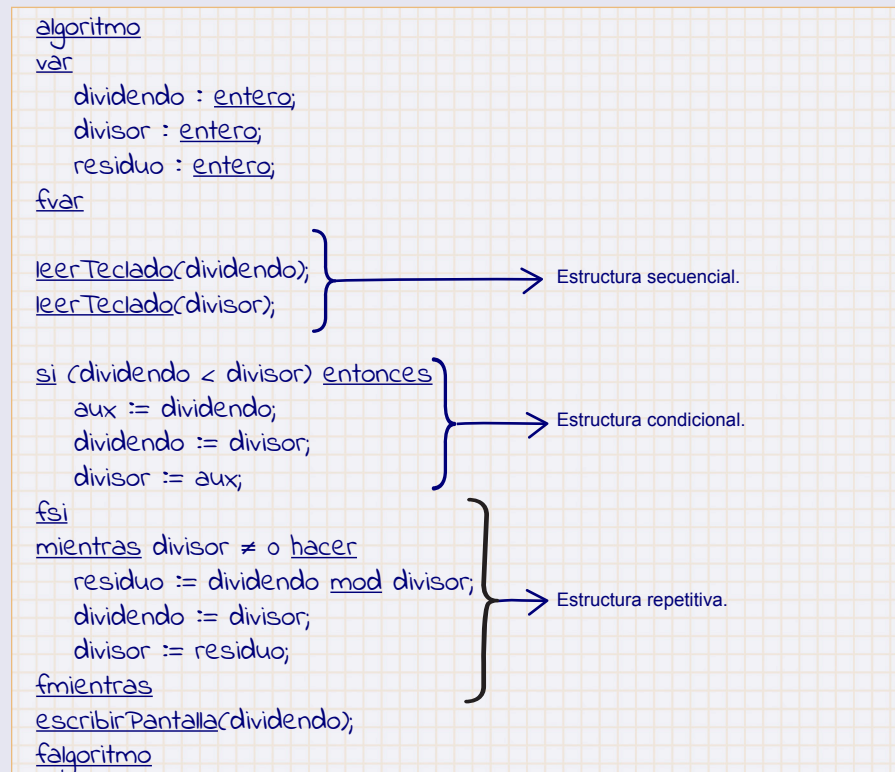 algoritmo
var
dividendo : entero;
divisor : entero;
residuo : entero;
fvar
leerTeclado(dividendo);
leerTeclado(divisor);
Estructura secuencial.
si (dividendo < divisor) entonces
aux := dividendo;
dividendo := divisor;
divisor := aux;
Estructura condicional.
fsi
mientras divisor ≠ 0 hacer
residuo := dividendo mod divisor;
dividendo := divisor;
divisor := residuo;
Estructura repetitiva.
fmientras
escribirPantalla(dividendo);
falgoritmo